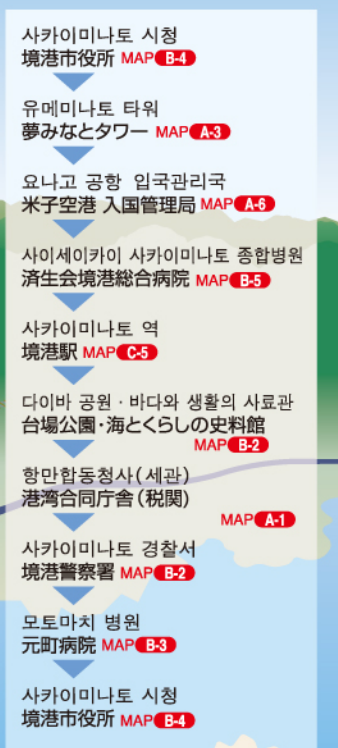 사카이미나토 시청
境港市役所 MAP B-4
유메미나토 타워
夢みなとタワー MAP A-3
요나고 공항 입국관리국
米子空港 入国管理局 MAP A-6
사이세이카이 사카이미나토 종합병원
済生会境港総合病院 MAP B-5
사카이미나토 역
境港駅 MAP C-5
다이바 공원・바다와 생활의 사료관
台場公園・海とくらしの史料館
MAP B-2
항만합동청사(세관)
港湾合同庁舎(税関)
MAP A-1
사카이미나토 경찰서
境港警察署 MAP B-2
모토마치 병원
元町病院 MAP B-3
사카이미나토 시청
境港市役所 MAP B-4